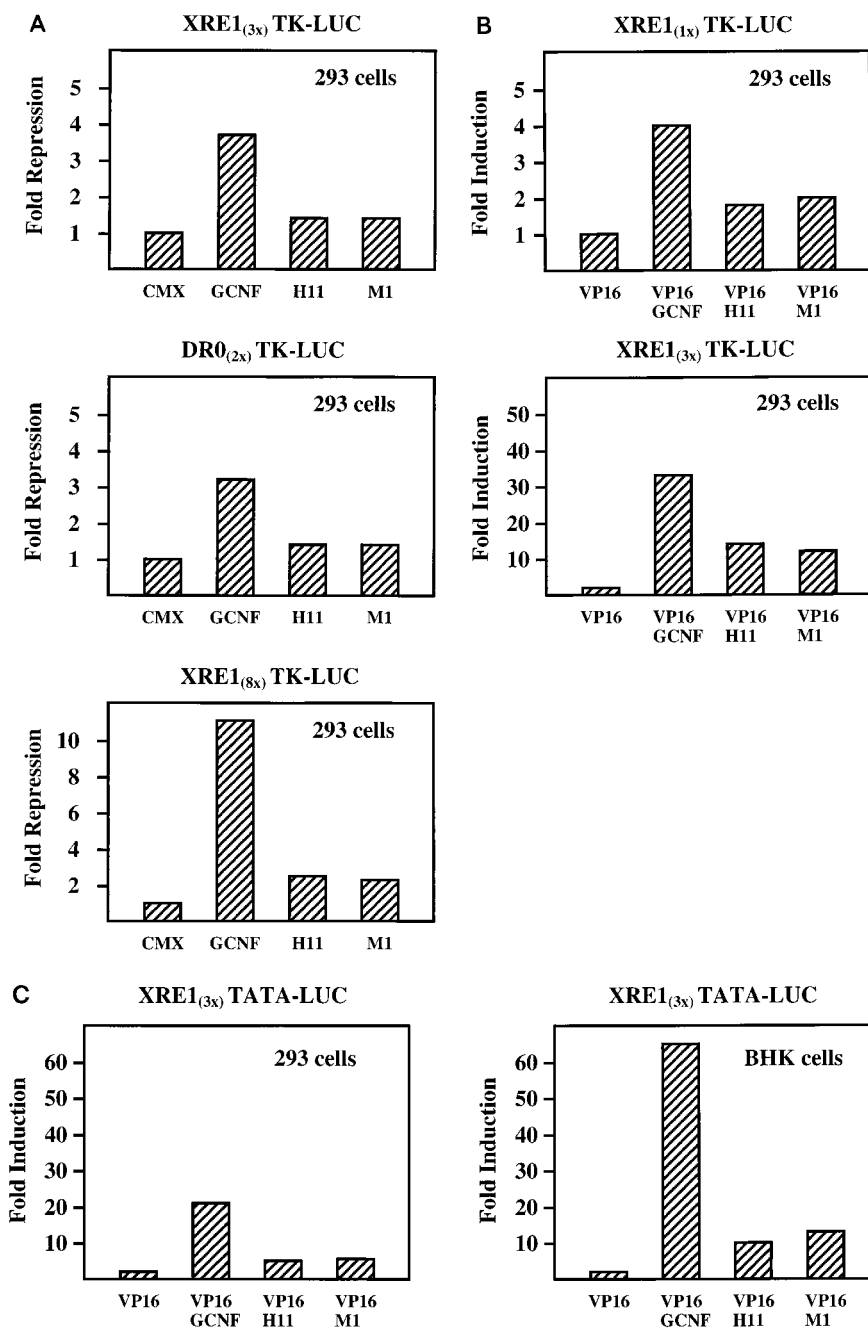 A
XRE1(3x) TK-LUC
Fold Repression
5
4
3
2
1
293 cells
CMX GCNF H11 M1
DR0(2x) TK-LUC
Fold Repression
5
4
3
2
1
293 cells
CMX GCNF H11 M1
XRE1(8x) TK-LUC
Fold Repression
10
8
6
4
2
293 cells
CMX GCNF H11 M1
B
XRE1(1x) TK-LUC
Fold Induction
5
4
3
2
1
293 cells
VP16 VP16 VP16 VP16
GCNF H11 M1
XRE1(3x) TK-LUC
Fold Induction
50
40
30
20
10
293 cells
VP16 VP16 VP16 VP16
GCNF H11 M1
C
XRE1(3x) TATA-LUC
Fold Induction
60
50
40
30
20
10
293 cells
VP16 VP16 VP16 VP16
GCNF H11 M1
XRE1(3x) TATA-LUC
Fold Induction
60
50
40
30
20
10
BHK cells
VP16 VP16 VP16 VP16
GCNF H11 M1